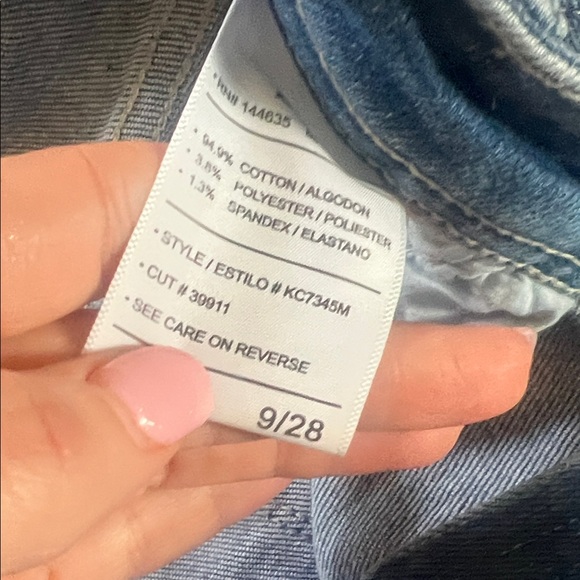 • RN# 144635
• 94.9% COTTON / ALGODON
• 3.8% POLYESTER / POLIESTER
• 1.3% SPANDEX / ELASTANO
• STYLE / ESTILO # KC7345M
• CUT # 39911
• SEE CARE ON REVERSE
9/28